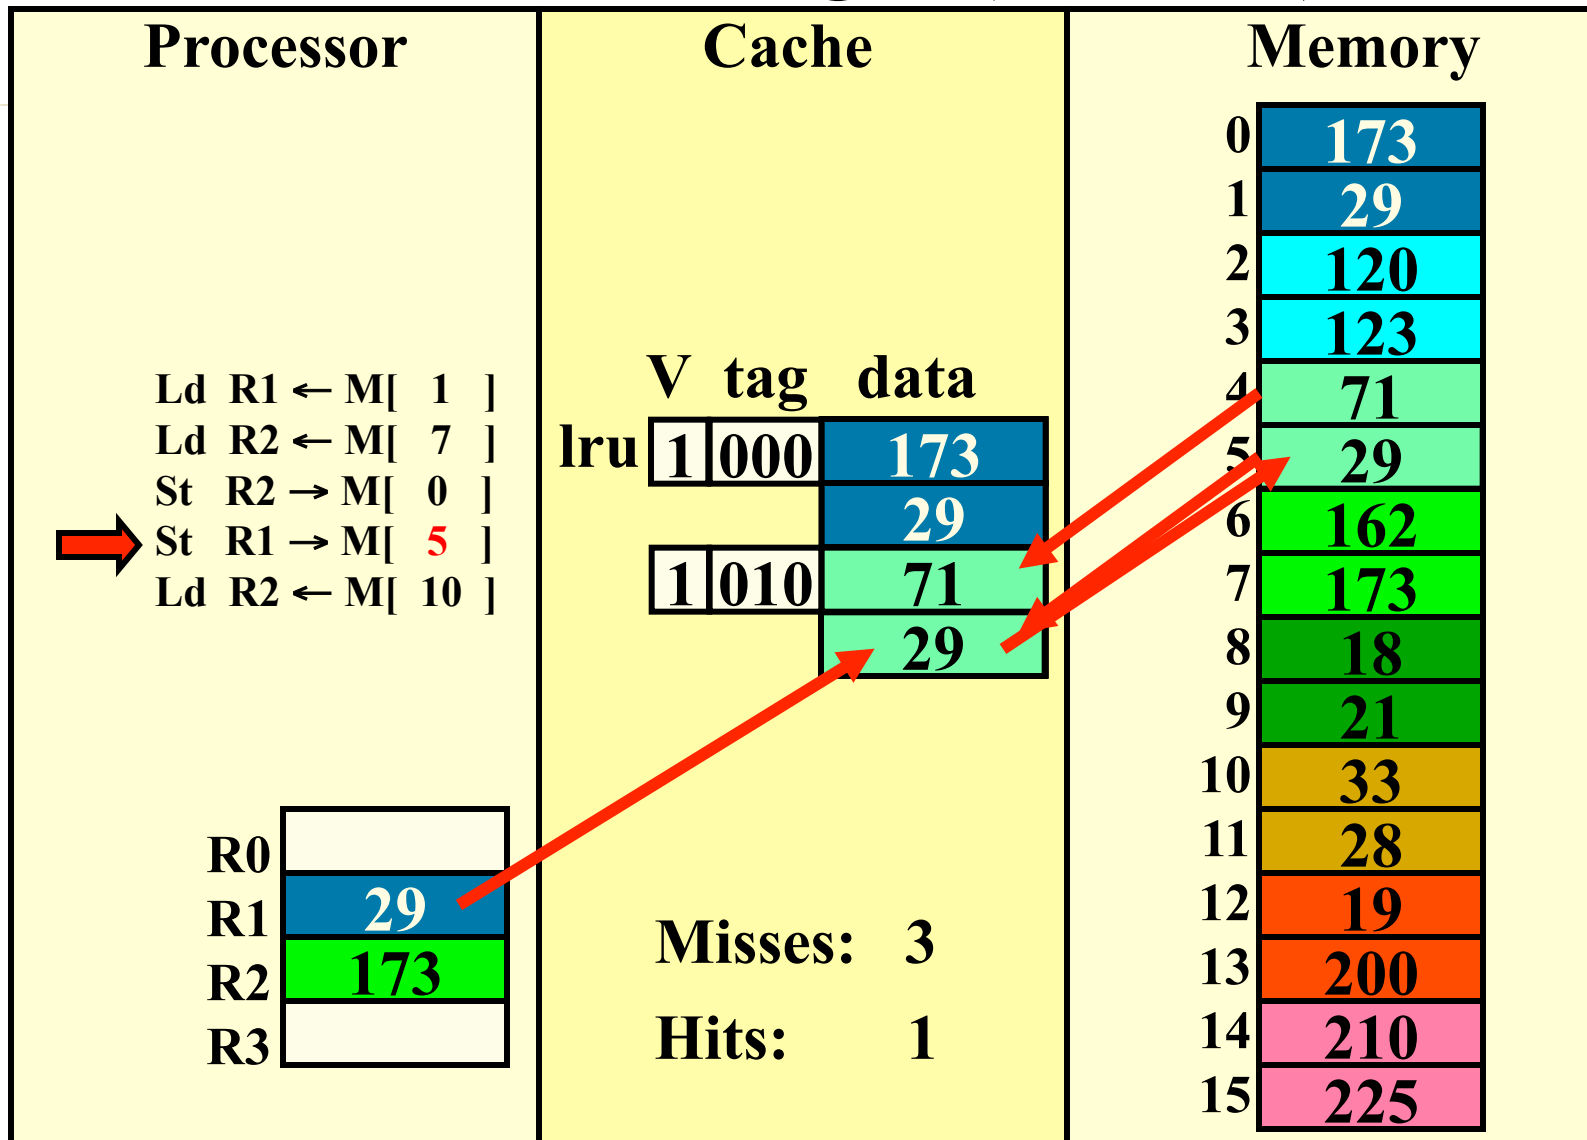 Processor
Cache
Memory
Ld R1 ← M[ 1 ]
Ld R2 ← M[ 7 ]
St R2 → M[ 0 ]
St R1 → M[ 5 ]
Ld R2 ← M[ 10 ]
R0
R1 29
R2 173
R3
V tag data
lru 1 000 173
29
1 010 71
29
Misses: 3
Hits: 1
0 173
1 29
2 120
3 123
4 71
5 29
6 162
7 173
8 18
9 21
10 33
11 28
12 19
13 200
14 210
15 225